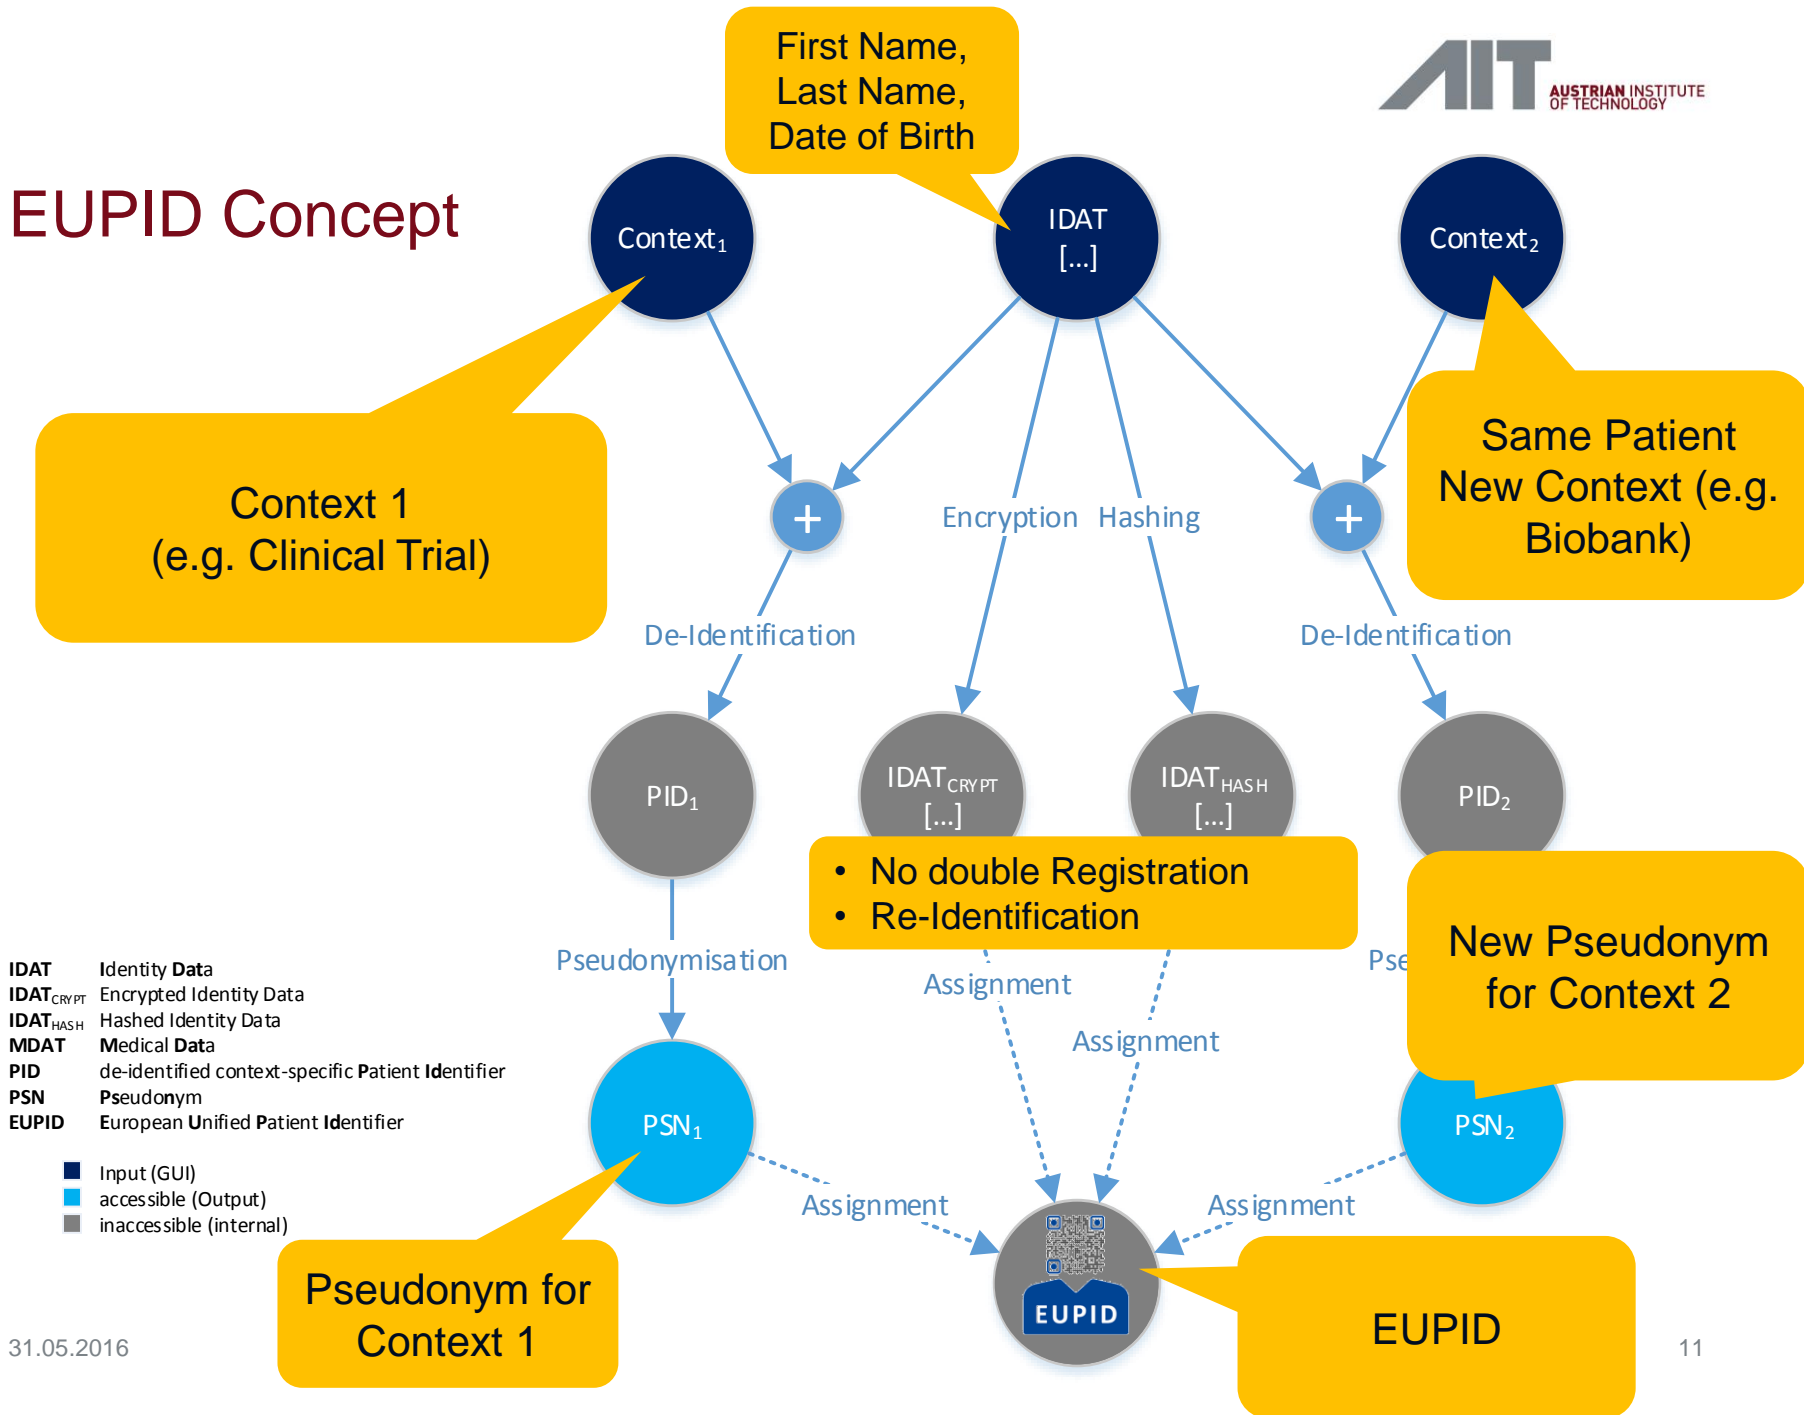 First Name,
Last Name,
Date of Birth
AIT
AUSTRIAN INSTITUTE
OF TECHNOLOGY
EUPID Concept
Context1
IDAT
[...]
Context2
Context 1
(e.g. Clinical Trial)
Same Patient
New Context (e.g.
Biobank)
+
Encryption
Hashing
+
De-Identification
De-Identification
PID1
IDATCRYPT
[...]
IDATHASH
[...]
PID2
• No double Registration
• Re-Identification
Pseudonymisation
Assignment
Assignment
Pse
New Pseudonym
for Context 2
IDAT Identity Data
IDATCRYPT Encrypted Identity Data
IDATHASH Hashed Identity Data
MDAT Medical Data
PID de-identified context-specific Patient Identifier
PSN Pseudonym
EUPID European Unified Patient Identifier
Input (GUI)
accessible (Output)
inaccessible (internal)
PSN1
PSN2
Assignment
Assignment
EUPID
Pseudonym for
Context 1
EUPID
31.05.2016
11